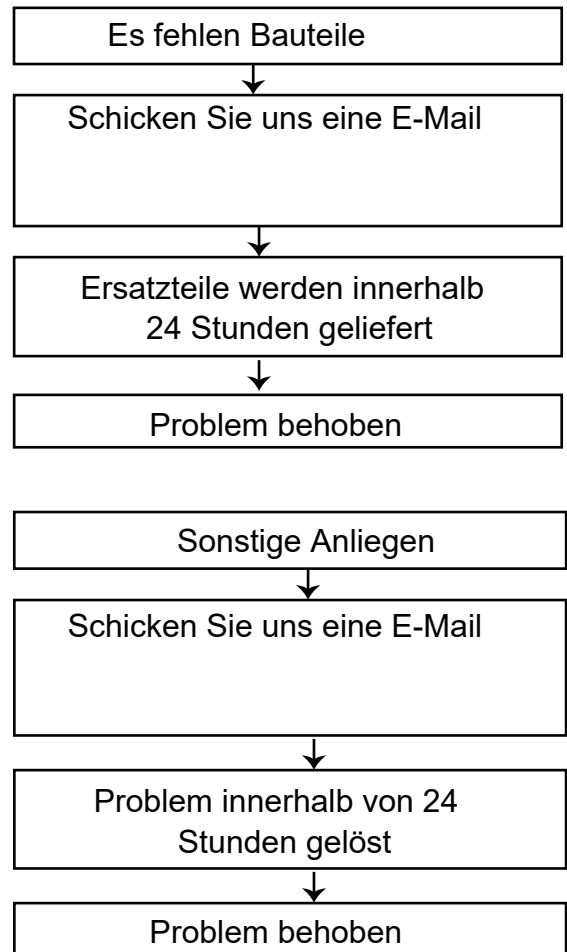 Es fehlen Bauteile
Schicken Sie uns eine E-Mail
Ersatzteile werden innerhalb
24 Stunden geliefert
Problem behoben
Sonstige Anliegen
Schicken Sie uns eine E-Mail
Problem innerhalb von 24
Stunden gelöst
Problem behoben